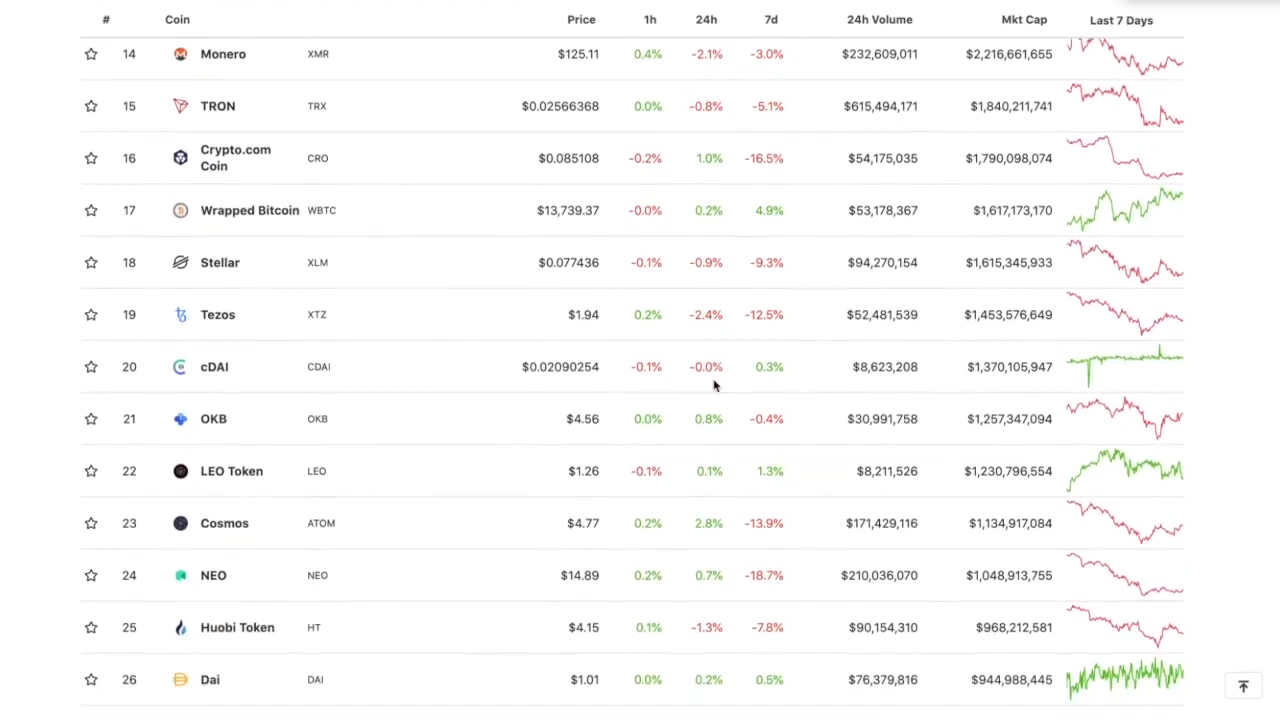 # Coin Price 1h 24h 7d 24h Volume Mkt Cap Last 7 Days
14 Monero XMR $125.11 0.4% -2.1% -3.0% $232,609,011 $2,216,661,655
15 TRON TRX $0.02566368 0.0% -0.8% -5.1% $615,494,171 $1,840,211,741
16 Crypto.com
Coin CRO $0.085108 -0.2% 1.0% -16.5% $54,175,035 $1,790,098,074
17 Wrapped Bitcoin WBTC $13,739.37 -0.0% 0.2% 4.9% $53,178,367 $1,617,173,170
18 Stellar XLM $0.077436 -0.1% -0.9% -9.3% $94,270,154 $1,615,345,933
19 Tezos XTZ $1.94 0.2% -2.4% -12.5% $52,481,539 $1,453,576,649
20 cDAI CDAI $0.02090254 -0.1% -0.0% 0.3% $8,623,208 $1,370,105,947
21 OKB OKB $4.56 0.0% 0.8% -0.4% $30,991,758 $1,257,347,094
22 LEO Token LEO $1.26 -0.1% 0.1% 1.3% $8,211,526 $1,230,796,554
23 Cosmos ATOM $4.77 0.2% 2.8% -13.9% $171,429,116 $1,134,917,084
24 NEO NEO $14.89 0.2% 0.7% -18.7% $210,036,070 $1,048,913,755
25 Huobi Token HT $4.15 0.1% -1.3% -7.8% $90,154,310 $968,212,581
26 Dai DAI $1.01 0.0% 0.2% 0.5% $76,379,816 $944,988,445